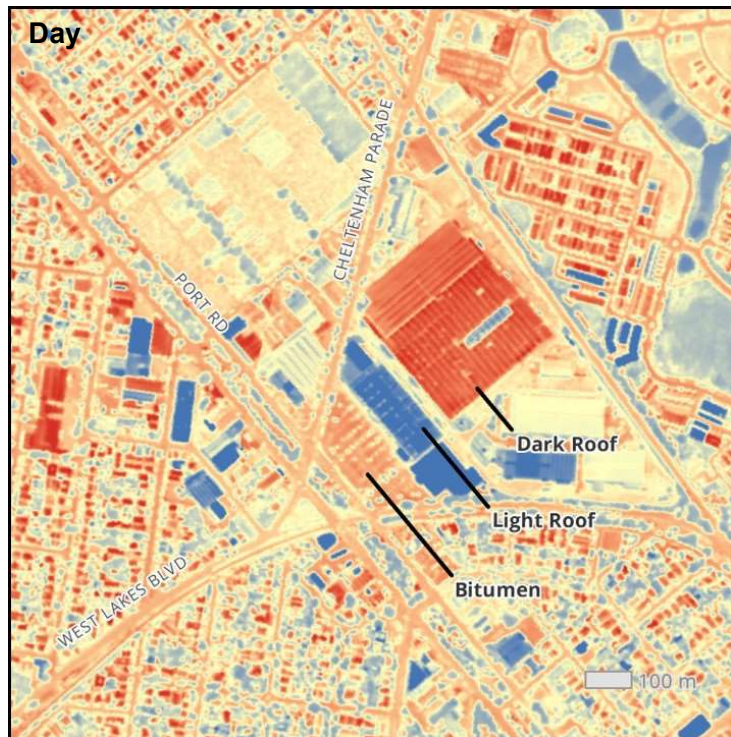 Day
CHELTENHAM PARADE
PORT RD
Dark Roof
Light Roof
Bitumen
WEST LAKES BLVD
100 m